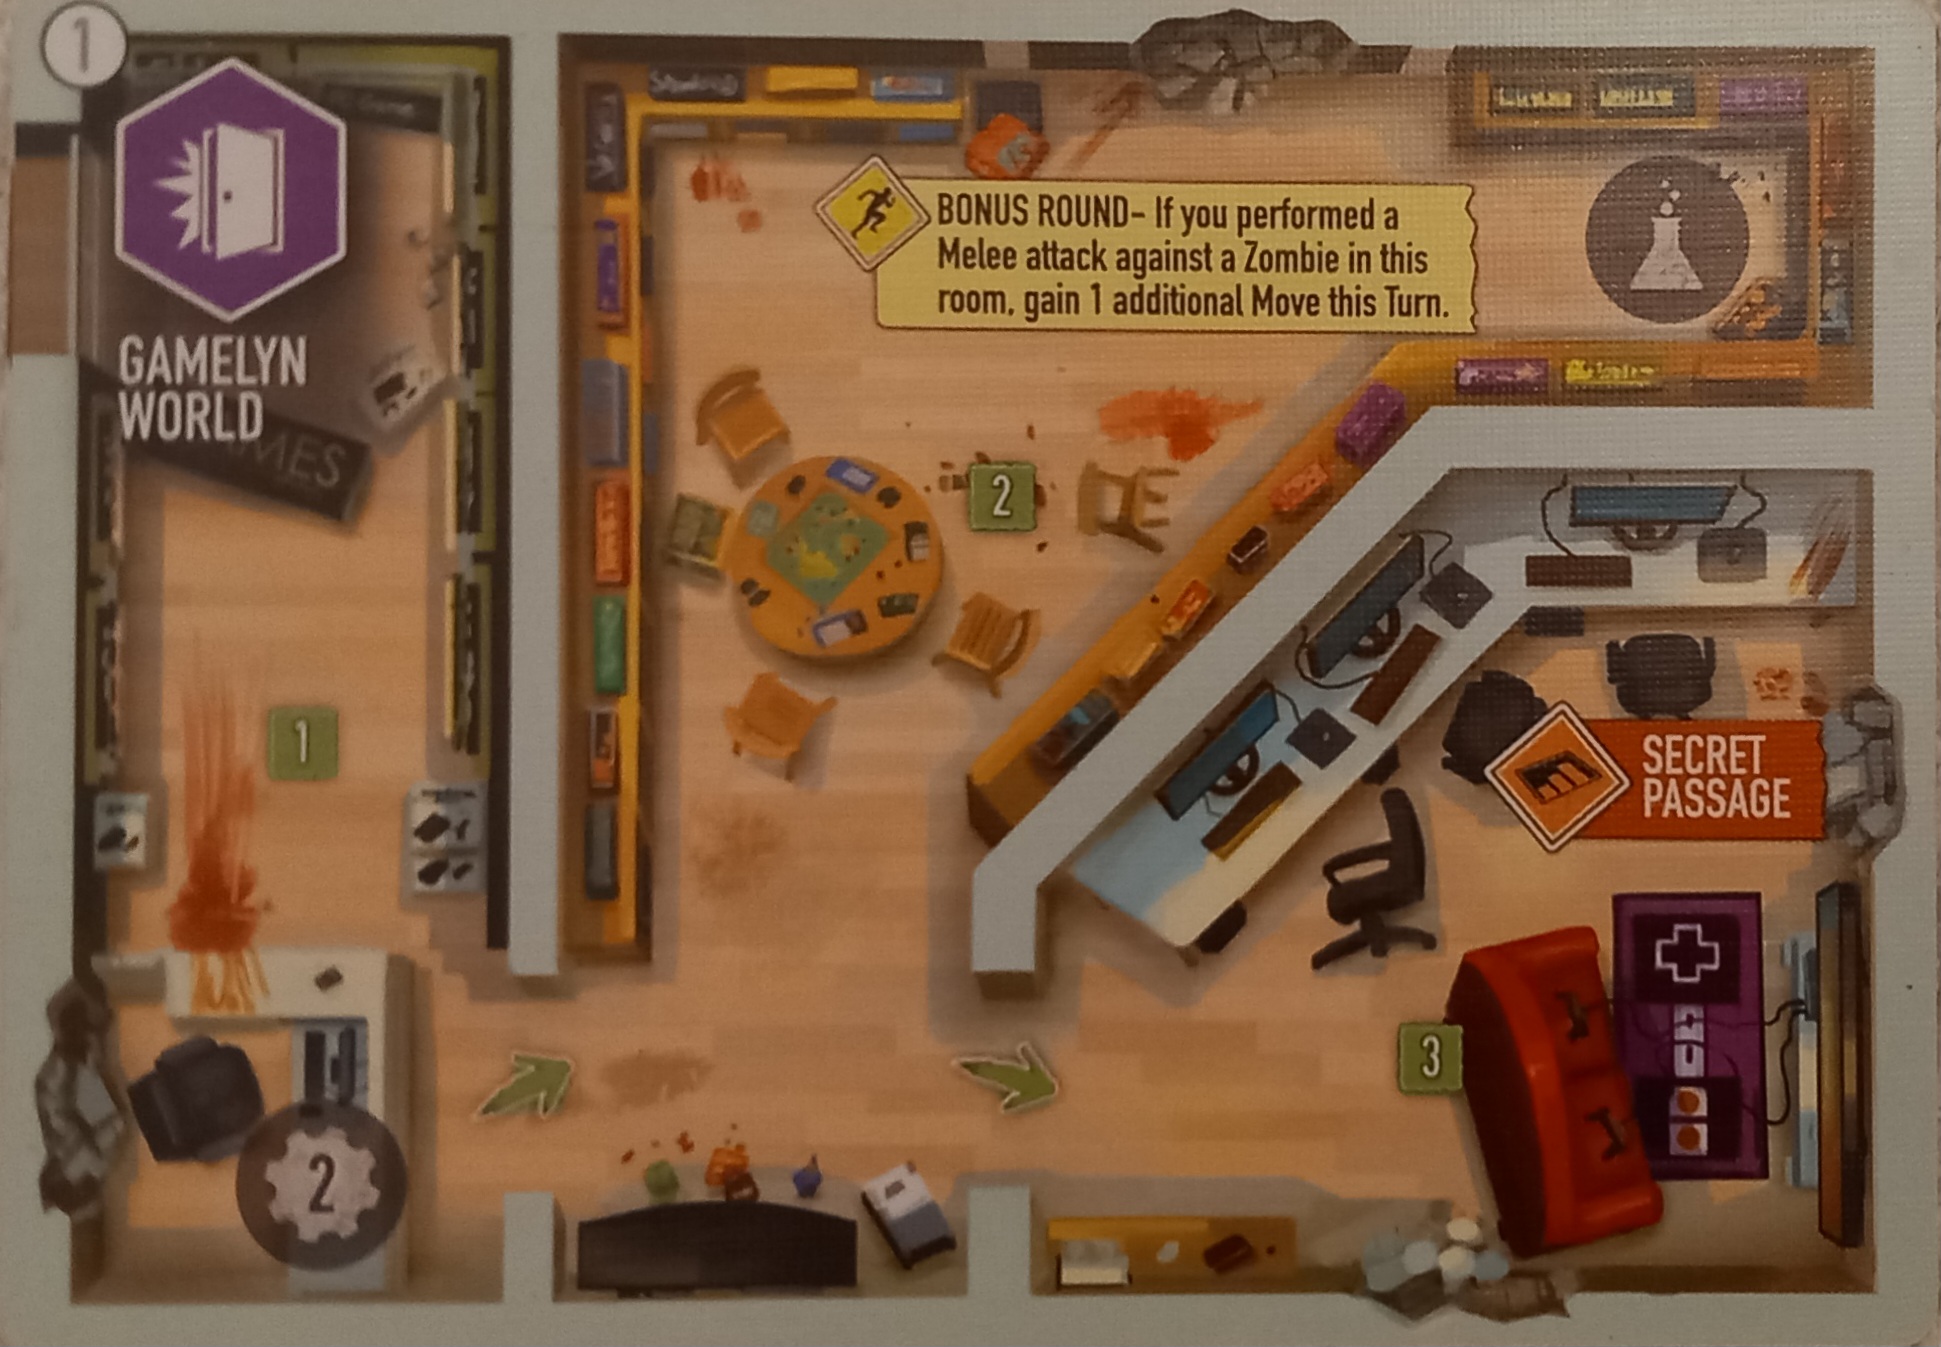 1
GAMELYN
WORLD
BONUS ROUND- If you performed a
Melee attack against a Zombie in this
room, gain 1 additional Move this Turn.
2
SECRET
PASSAGE
1
3
2